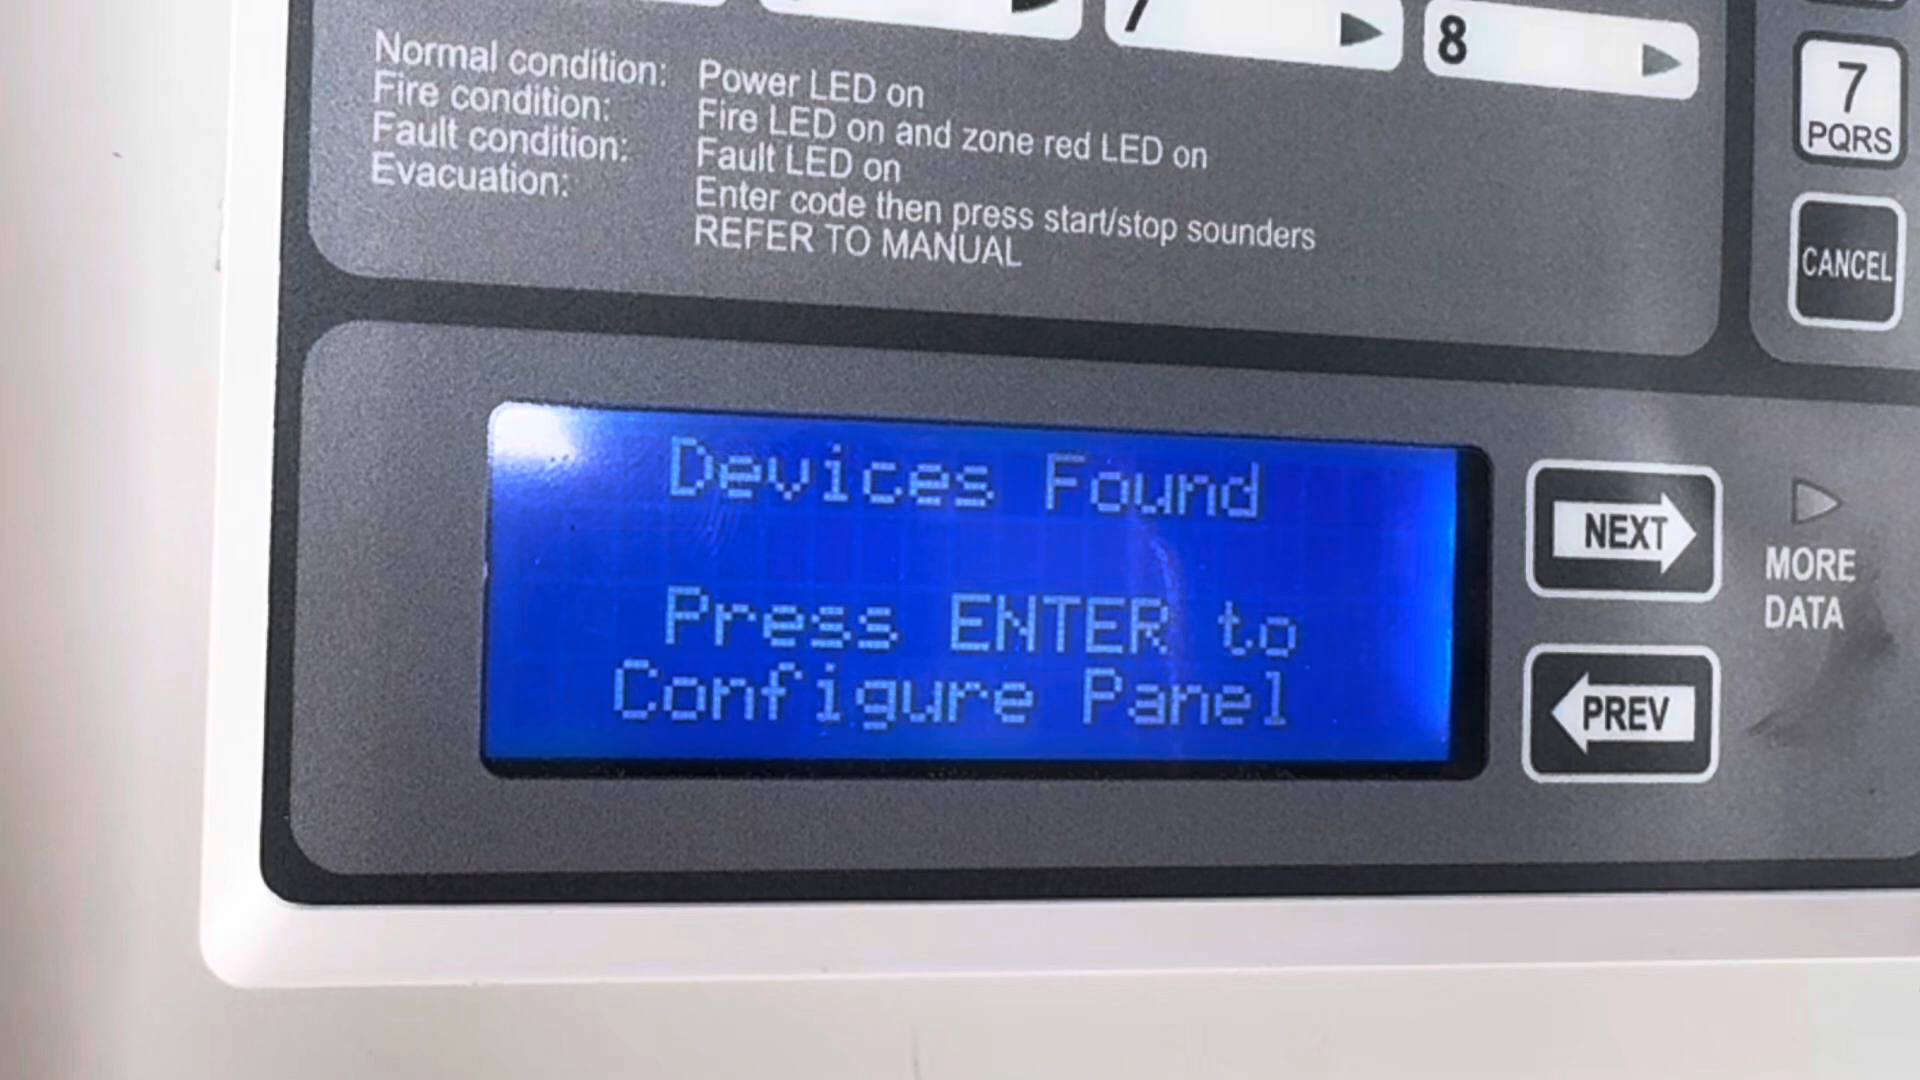 7
8
Normal condition: Power LED on
Fire condition: Fire LED on and zone red LED on
Fault condition: Fault LED on
Evacuation: Enter code then press start/stop sounders
REFER TO MANUAL
7
PQRS
CANCEL
Devices Found
Press ENTER to
Configure Panel
NEXT
MORE
DATA
PREV